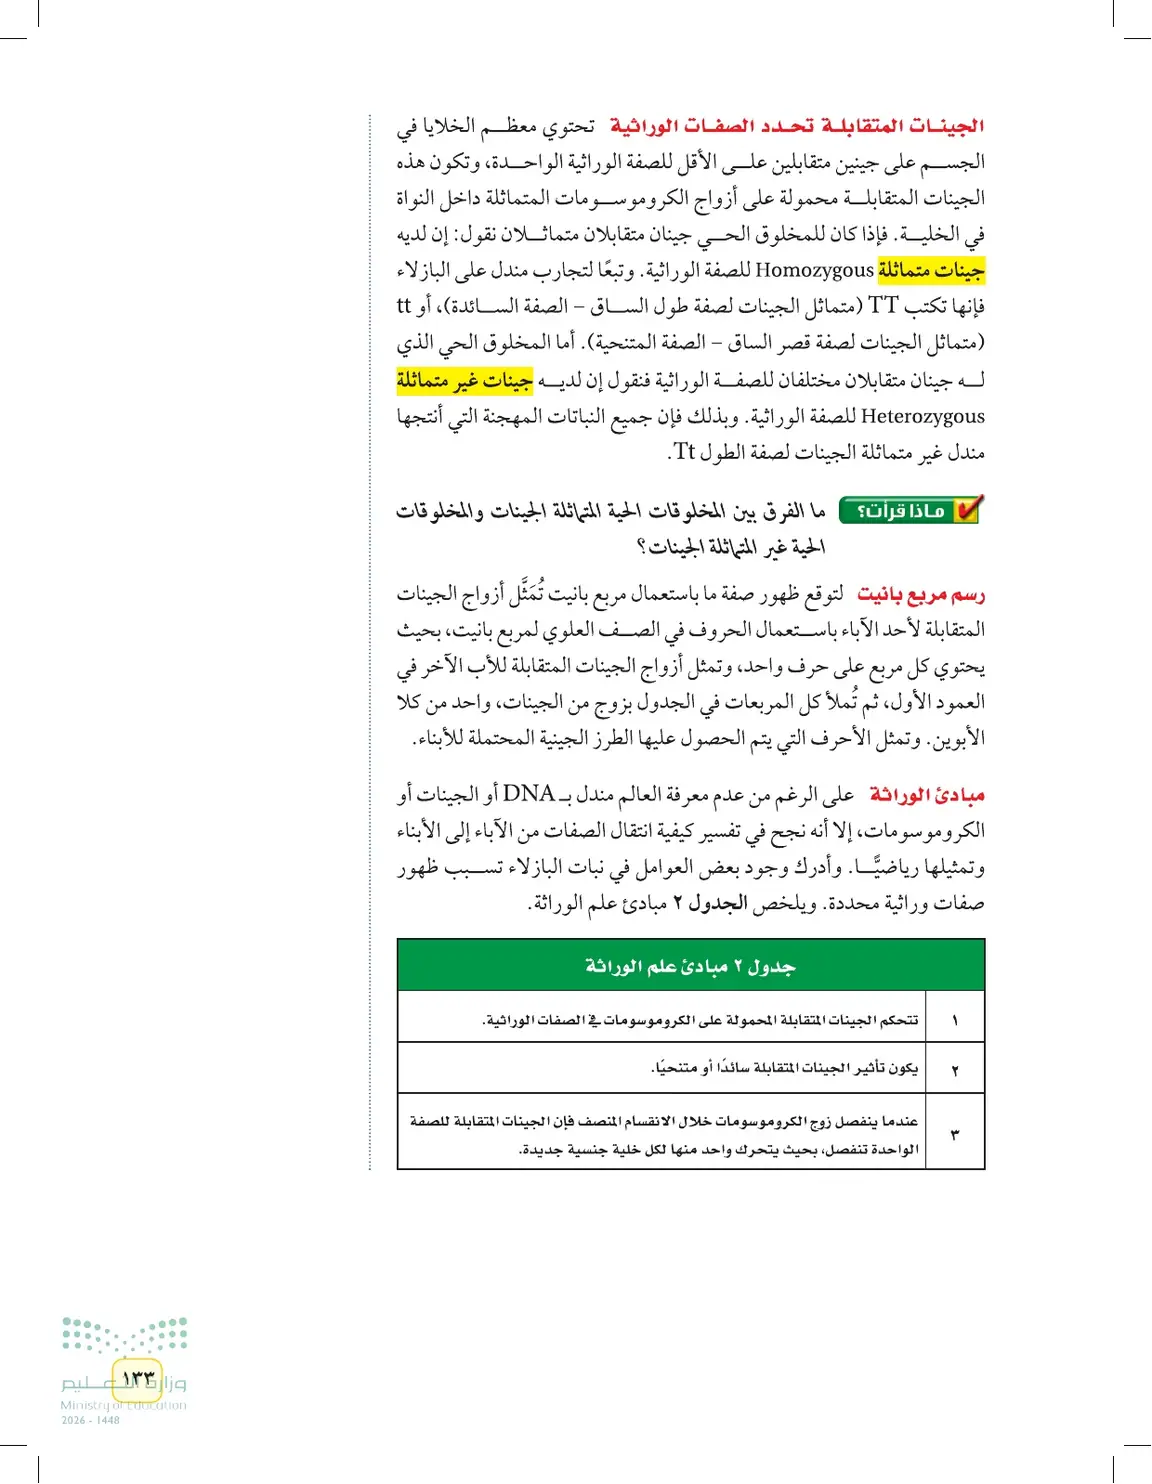 الجينات المتقابلة تحدد الصفات الوراثية تحتوي معظم الخلايا في
الجسم على جينين متقابلين على الأقل للصفة الوراثية الواحدة، وتكون هذه
الجينات المتقابلة محمولة على أزواج الكروموسومات المتماثلة داخل النواة
في الخلية. فإذا كان للمخلوق الحي جينان متقابلان متماثلان نقول: إن لديه
جينات متماثلة Homozygous للصفة الوراثية. وتبعًا لتجارب مندل على البازلاء
فإنها تكتب TT (متماثل الجينات لصفة طول الساق – الصفة السائدة)، أو tt
(متماثل الجينات لصفة قصر الساق – الصفة المتنحية). أما المخلوق الحي الذي
له جينان متقابلان مختلفان للصفة الوراثية فنقول إن لديه جينات غير متماثلة
Heterozygous للصفة الوراثية. وبذلك فإن جميع النباتات المهجنة التي أنتجها
مندل غير متماثلة الجينات لصفة الطول Tt.
ماذا قرأت؟ ما الفرق بين المخلوقات الحية المتماثلة الجينات والمخلوقات
الحية غير المتماثلة الجينات؟
رسم مربع بانيت لتوقع ظهور صفة ما باستعمال مربع بانيت تُمَثَّل أزواج الجينات
المتقابلة لأحد الآباء باستعمال الحروف في الصف العلوي لمربع بانيت، بحيث
يحتوي كل مربع على حرف واحد، وتمثل أزواج الجينات المتقابلة للأب الآخر في
العمود الأول، ثم تُملأ كل المربعات في الجدول بزوج من الجينات، واحد من كلا
الأبوين. وتمثل الأحرف التي يتم الحصول عليها الطرز الجينية المحتملة للأبناء.
مبادئ الوراثة على الرغم من عدم معرفة العالم مندل بـ DNA أو الجينات أو
الكروموسومات، إلا أنه نجح في تفسير كيفية انتقال الصفات من الآباء إلى الأبناء
وتمثيلها رياضيًّا. وأدرك وجود بعض العوامل في نبات البازلاء تسبب ظهور
صفات وراثية محددة. ويلخص الجدول ٢ مبادئ علم الوراثة.
جدول ٢ مبادئ علم الوراثة
١ تتحكم الجينات المتقابلة المحمولة على الكروموسومات في الصفات الوراثية.
٢ يكون تأثير الجينات المتقابلة سائدًا أو متنحيًا.
٣ عندما ينفصل زوج الكروموسومات خلال الانقسام المنصف فإن الجينات المتقابلة للصفة
الواحدة تنفصل، بحيث يتحرك واحد منها لكل خلية جنسية جديدة.
١٣٣
وزارة التعليم
Ministry of Education
2026 - 1448